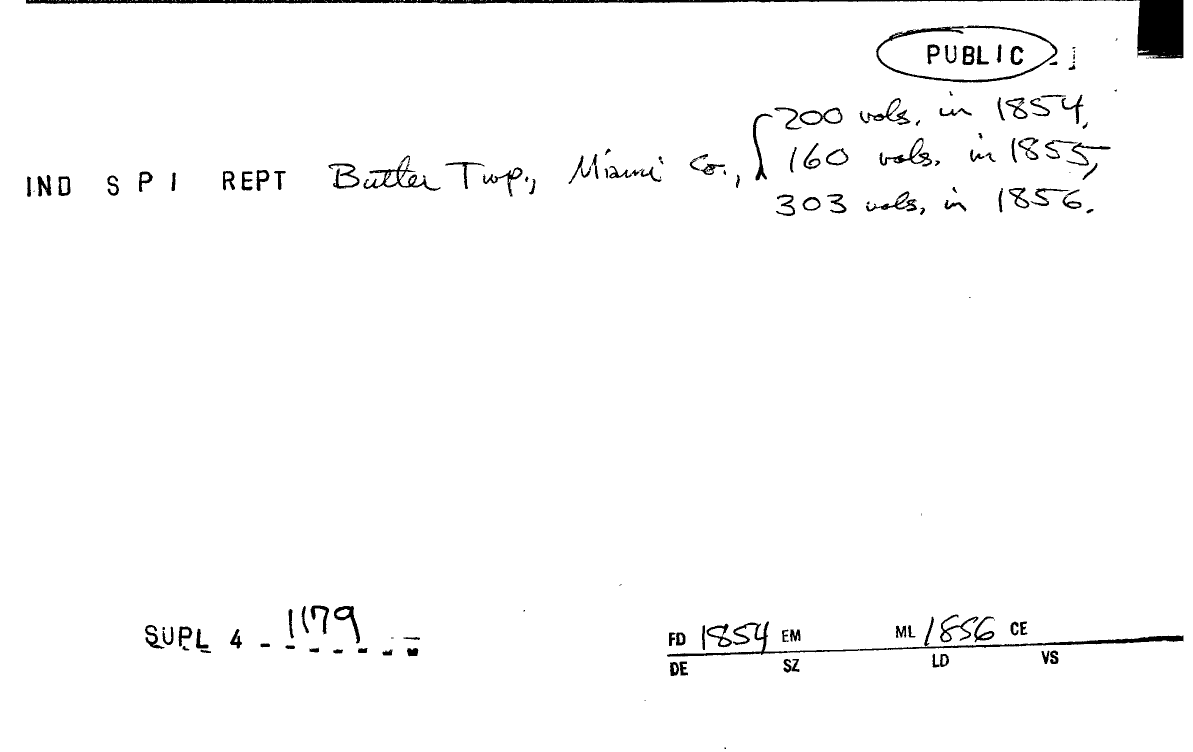 PUBLIC
200 vols. in 1854,
IND S P I REPT Butler Twp., Miami Co., { 160 vols. in 1855,
303 vols, in 1856.
SUPL 4 - 1179
FD 1854 EM ML 1856 CE
DE SZ LD VS